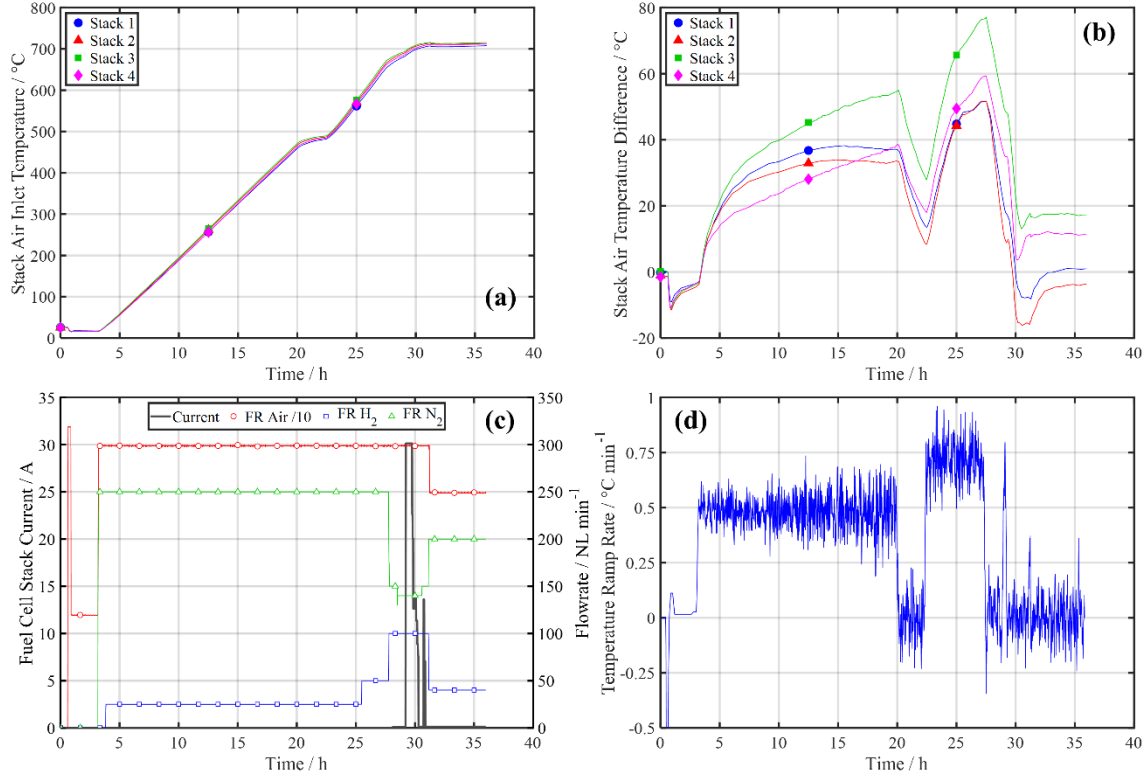 800
700
600
500
400
300
200
100
0
0 5 10 15 20 25 30 35 40
Stack Air Inlet Temperature / °C
Time / h
Stack 1
Stack 2
Stack 3
Stack 4
(a)
80
60
40
20
0
-20
0 5 10 15 20 25 30 35 40
Stack Air Temperature Difference / °C
Time / h
Stack 1
Stack 2
Stack 3
Stack 4
(b)
35
30
25
20
15
10
5
0
0 5 10 15 20 25 30 35 40
350
300
250
200
150
100
50
0
Fuel Cell Stack Current / A
Flowrate / NL min⁻¹
Time / h
Current FR Air /10 FR H₂ FR N₂
(c)
1
0.75
0.5
0.25
0
-0.25
-0.5
0 5 10 15 20 25 30 35 40
Temperature Ramp Rate / °C min⁻¹
Time / h
(d)